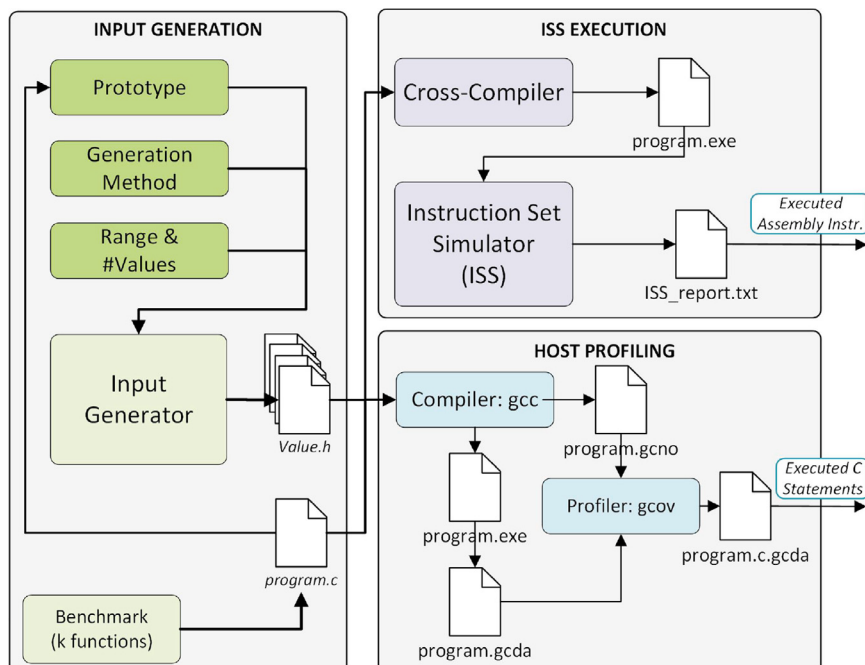 INPUT GENERATION
Prototype
Generation
Method
Range &
#Values
Input
Generator
Value.h
program.c
Benchmark
(k functions)
ISS EXECUTION
Cross-Compiler
program.exe
Instruction Set
Simulator
(ISS)
ISS_report.txt
Executed
Assembly Instr.
HOST PROFILING
Compiler: gcc
program.gcno
program.exe
Profiler: gcov
program.gcda
program.c.gcda
Executed C
Statements